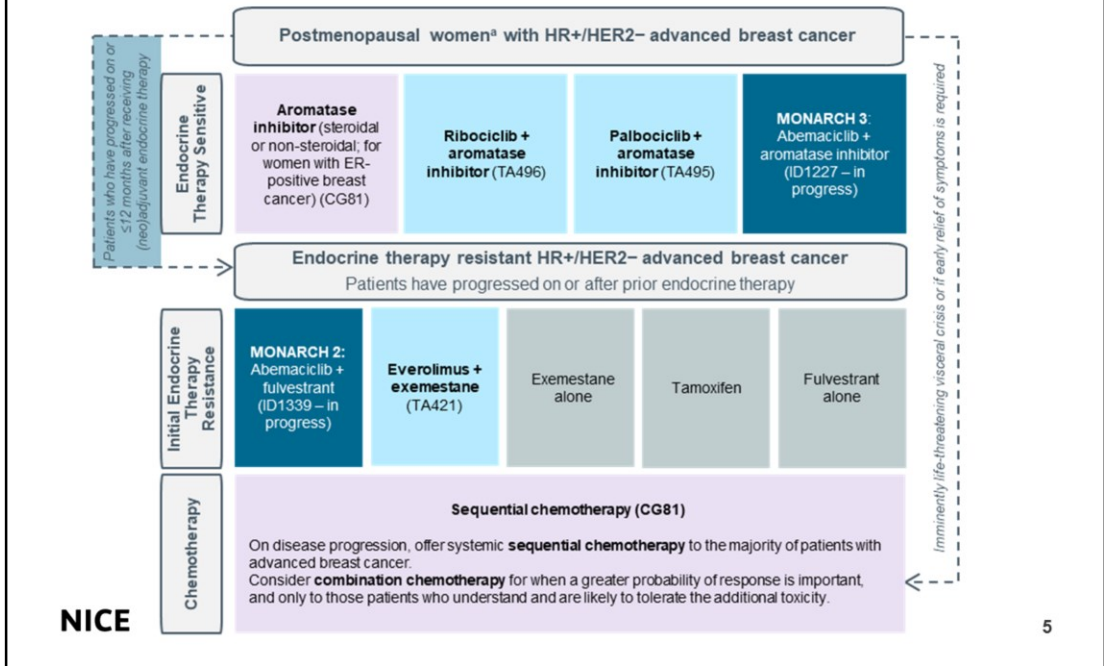 Postmenopausal womenᵃ with HR+/HER2− advanced breast cancer
Patients who have progressed on or
≤12 months after receiving
(neo)adjuvant endocrine therapy
Endocrine
Therapy Sensitive
Aromatase
inhibitor (steroidal
or non-steroidal; for
women with ER-
positive breast
cancer) (CG81)
Ribociclib +
aromatase
inhibitor (TA496)
Palbociclib +
aromatase
inhibitor (TA495)
MONARCH 3:
Abemaciclib +
aromatase inhibitor
(ID1227 – in
progress)
Imminently life-threatening visceral crisis or if early relief of symptoms is required
Endocrine therapy resistant HR+/HER2− advanced breast cancer
Patients have progressed on or after prior endocrine therapy
Initial Endocrine
Therapy
Resistance
MONARCH 2:
Abemaciclib +
fulvestrant
(ID1339 – in
progress)
Everolimus +
exemestane
(TA421)
Exemestane
alone
Tamoxifen
Fulvestrant
alone
Chemotherapy
Sequential chemotherapy (CG81)
On disease progression, offer systemic sequential chemotherapy to the majority of patients with
advanced breast cancer.
Consider combination chemotherapy for when a greater probability of response is important,
and only to those patients who understand and are likely to tolerate the additional toxicity.
NICE
5